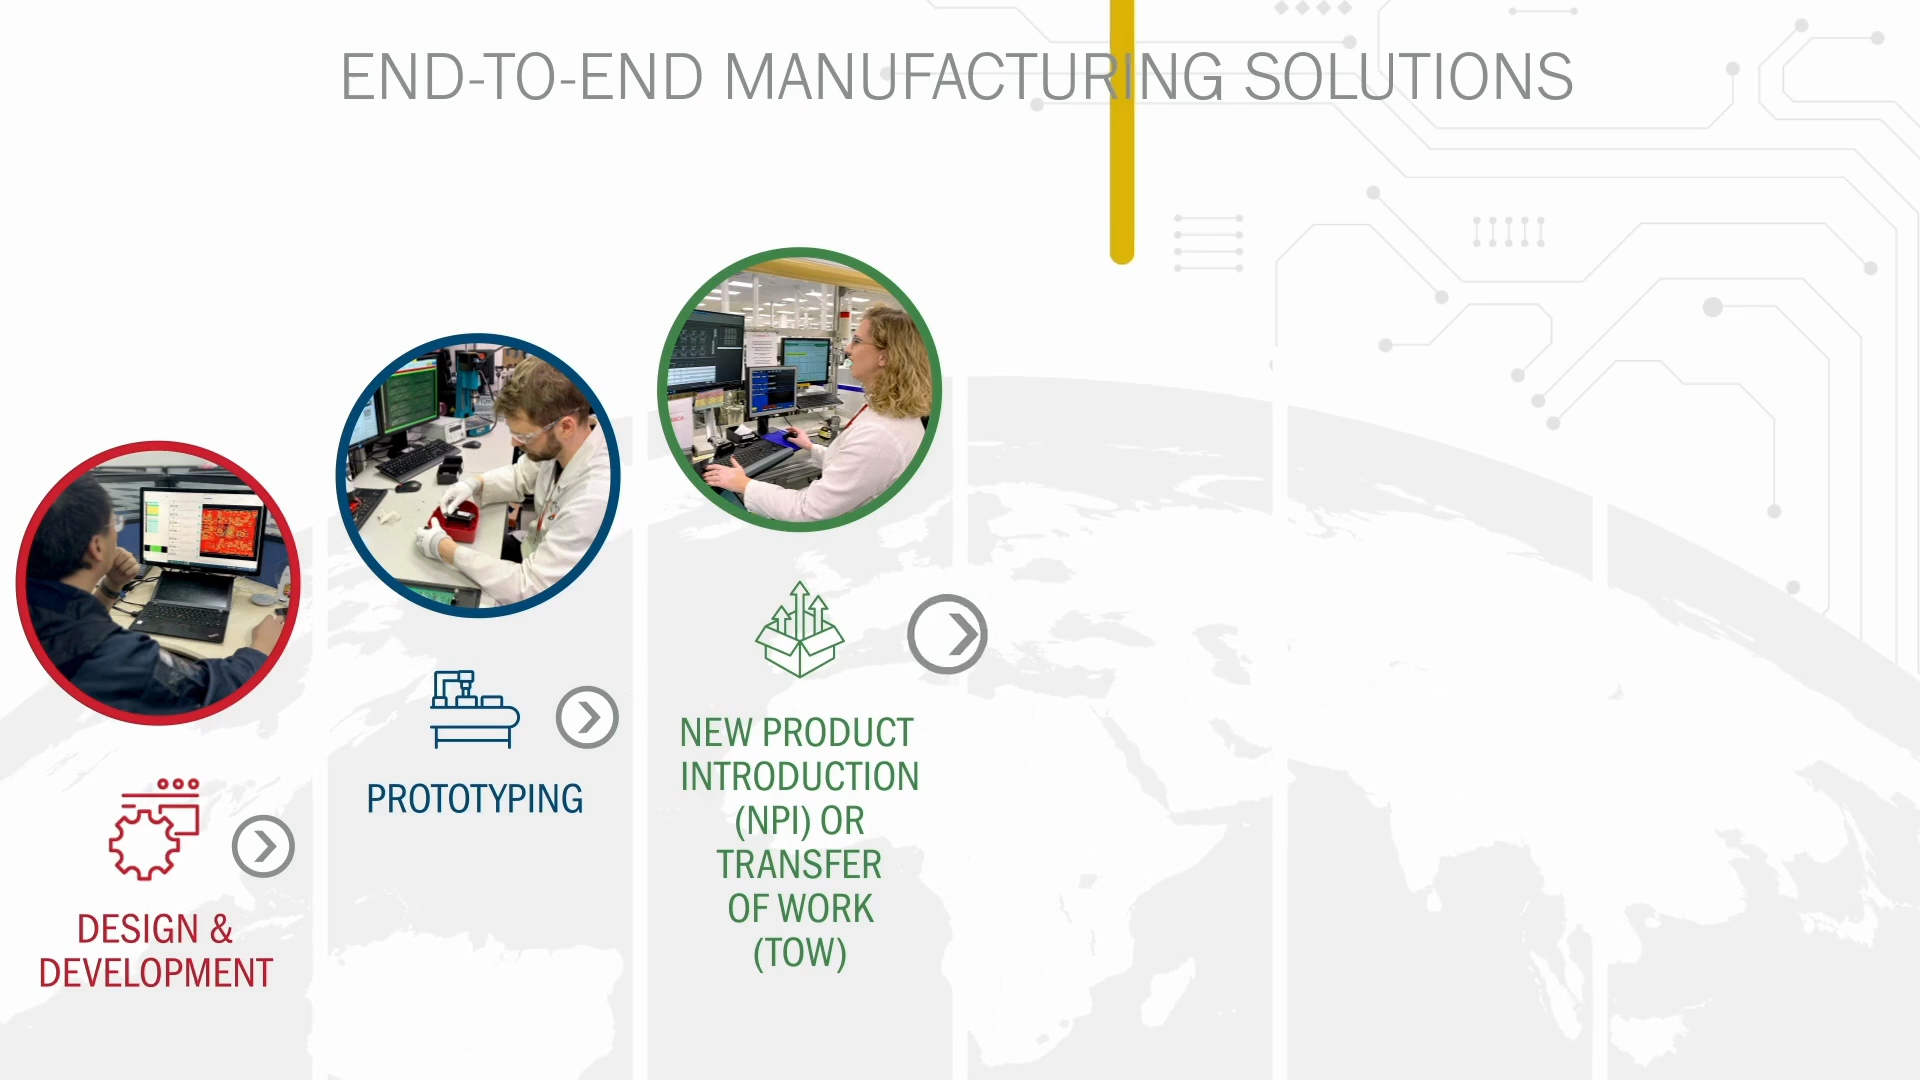 END-TO-END MANUFACTURING SOLUTIONS
DESIGN &
DEVELOPMENT
PROTOTYPING
NEW PRODUCT
INTRODUCTION
(NPI) OR
TRANSFER
OF WORK
(TOW)